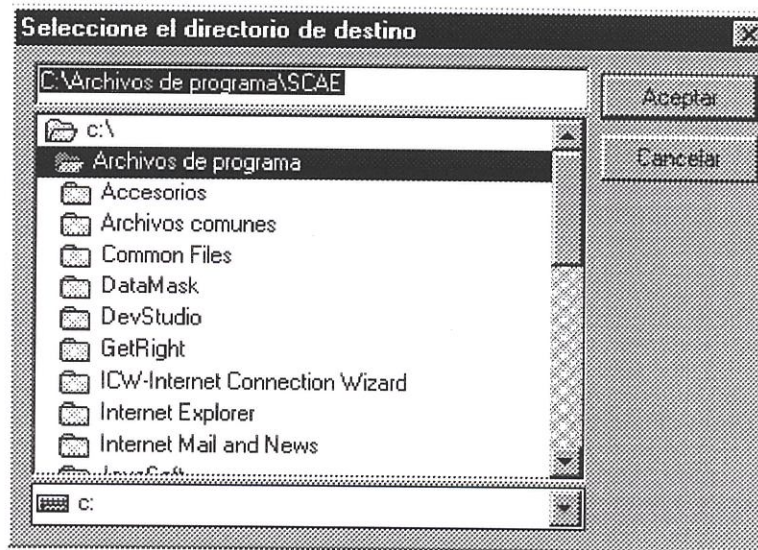 Seleccione el directorio de destino
C:\Archivos de programa\SCAE
Aceptar
Cancelar
c:\
Archivos de programa
Accesorios
Archivos comunes
Common Files
DataMask
DevStudio
GetRight
ICW-Internet Connection Wizard
Internet Explorer
Internet Mail and News
c: